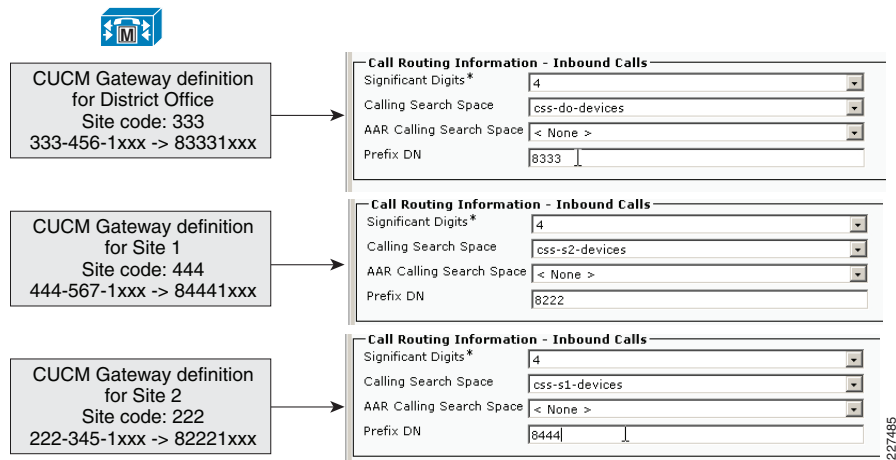 M
CUCM Gateway definition
for District Office
Site code: 333
333-456-1xxx -> 83331xxx
Call Routing Information - Inbound Calls
Significant Digits* 4
Calling Search Space css-do-devices
AAR Calling Search Space < None >
Prefix DN 8333
CUCM Gateway definition
for Site 1
Site code: 444
444-567-1xxx -> 84441xxx
Call Routing Information - Inbound Calls
Significant Digits* 4
Calling Search Space css-s2-devices
AAR Calling Search Space < None >
Prefix DN 8222
CUCM Gateway definition
for Site 2
Site code: 222
222-345-1xxx -> 82221xxx
Call Routing Information - Inbound Calls
Significant Digits* 4
Calling Search Space css-s1-devices
AAR Calling Search Space < None >
Prefix DN 8444
227485